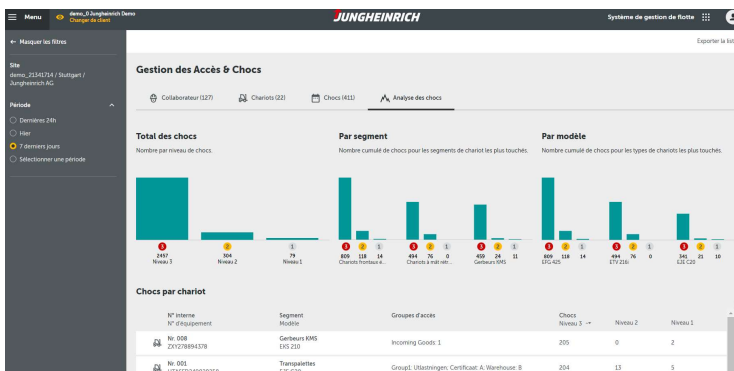 Menu
demo_0 Jungheinrich Demo
Changer de client
JUNGHEINRICH
Système de gestion de flotte
← Masquer les filtres
Exporter la list
Site
demo_21341714 / Stuttgart /
Jungheinrich AG
Période
Dernières 24h
Hier
7 derniers jours
Sélectionner une période
Gestion des Accès & Chocs
Collaborateur (127)
Chariots (22)
Chocs (411)
Analyse des chocs
Total des chocs
Nombre par niveau de chocs.
3 2 1
2457 304 79
Niveau 3 Niveau 2 Niveau 1
Par segment
Nombre cumulé de chocs pour les segments de chariot les plus touchés.
3 2 1 3 2 1 3 2 1
809 118 14 494 76 0 459 24 11
Chariots frontaux é... Chariots à mât rétr... Gerbeurs KMS
Par modèle
Nombre cumulé de chocs pour les types de chariots les plus touchés.
3 2 1 3 2 1 3 2 1
809 118 14 494 76 0 341 21 10
EFG 425 ETV 216i EJE C20
Chocs par chariot
N° interne Segment Groupes d'accès Chocs
N° d'équipement Modèle Niveau 3 Niveau 2 Niveau 1
Nr. 008 Gerbeurs KMS
ZXY278894378 EKS 210 Incoming Goods: 1 205 0 2
Nr. 001 Transpalettes
Group1: Utlastningen; Certificaat: A; Warehouse: B 204 13 5